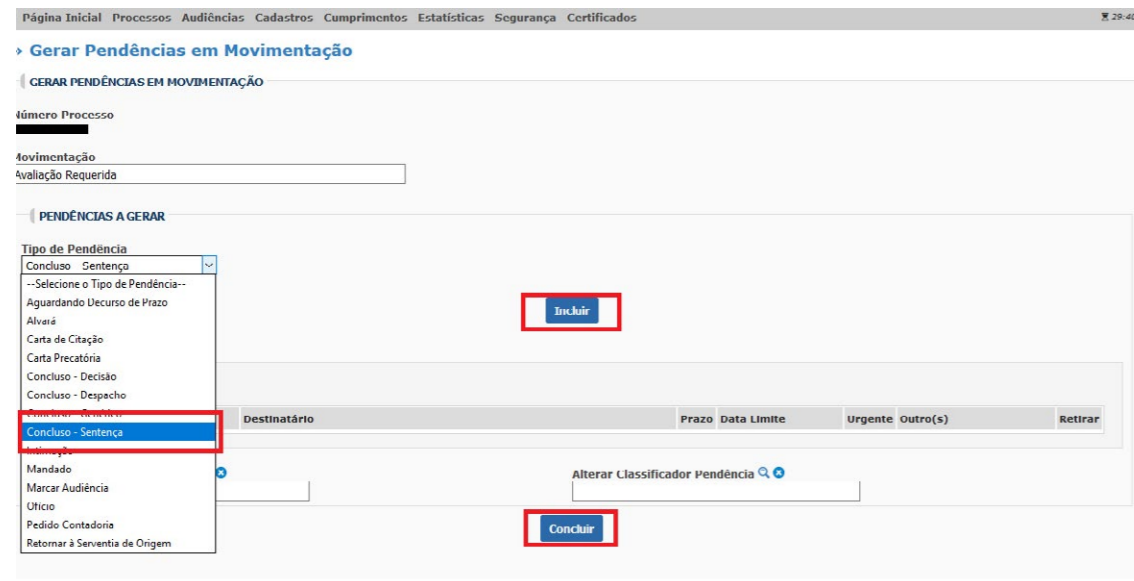 Página Inicial Processos Audiências Cadastros Cumprimentos Estatísticas Segurança Certificados 29:40
Gerar Pendências em Movimentação
GERAR PENDÊNCIAS EM MOVIMENTAÇÃO
Número Processo
Movimentação
Avaliação Requerida
PENDÊNCIAS A GERAR
Tipo de Pendência
Concluso Sentença
--Selecione o Tipo de Pendência--
Aguardando Decurso de Prazo
Incluir
Alvará
Carta de Citação
Carta Precatória
Concluso - Decisão
Concluso - Despacho
Destinatário Prazo Data Limite Urgente Outro(s) Retirar
Concluso - Sentença
Intimação
Mandado
Alterar Classificador Pendência
Marcar Audiência
Ofício
Pedido Contadoria
Concluir
Retornar à Serventia de Origem